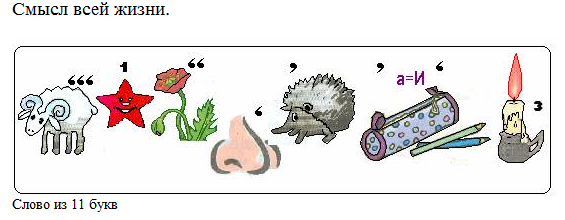 Смысл всей жизни.
‘‘‘ 1 ‘‘ ‘ ’ ’ а=И ‘ 3
Слово из 11 букв